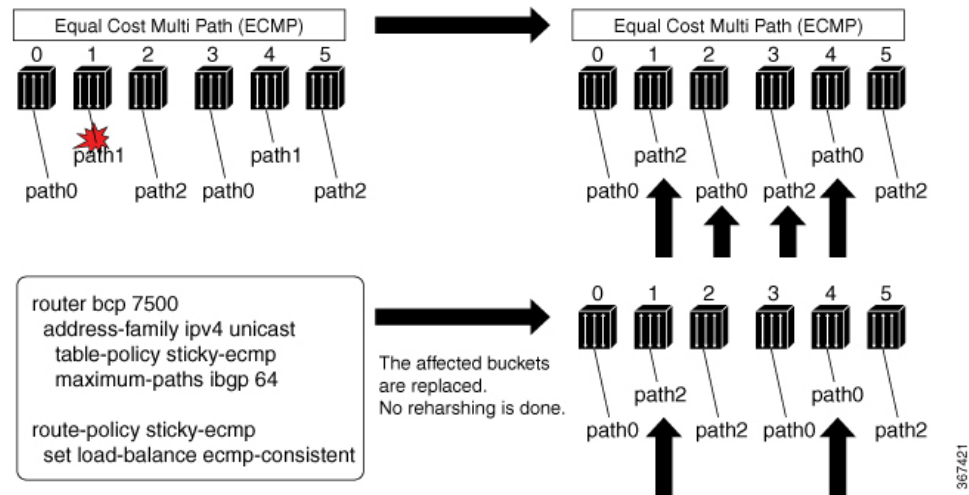 Equal Cost Multi Path (ECMP)
0 1 2 3 4 5
path1 path1
path0 path2 path0 path2
Equal Cost Multi Path (ECMP)
0 1 2 3 4 5
path2 path0
path0 path0 path2 path2
router bcp 7500
address-family ipv4 unicast
table-policy sticky-ecmp
maximum-paths ibgp 64
route-policy sticky-ecmp
set load-balance ecmp-consistent
The affected buckets
are replaced.
No reharshing is done.
0 1 2 3 4 5
path2 path0
path0 path2 path0 path2
367421